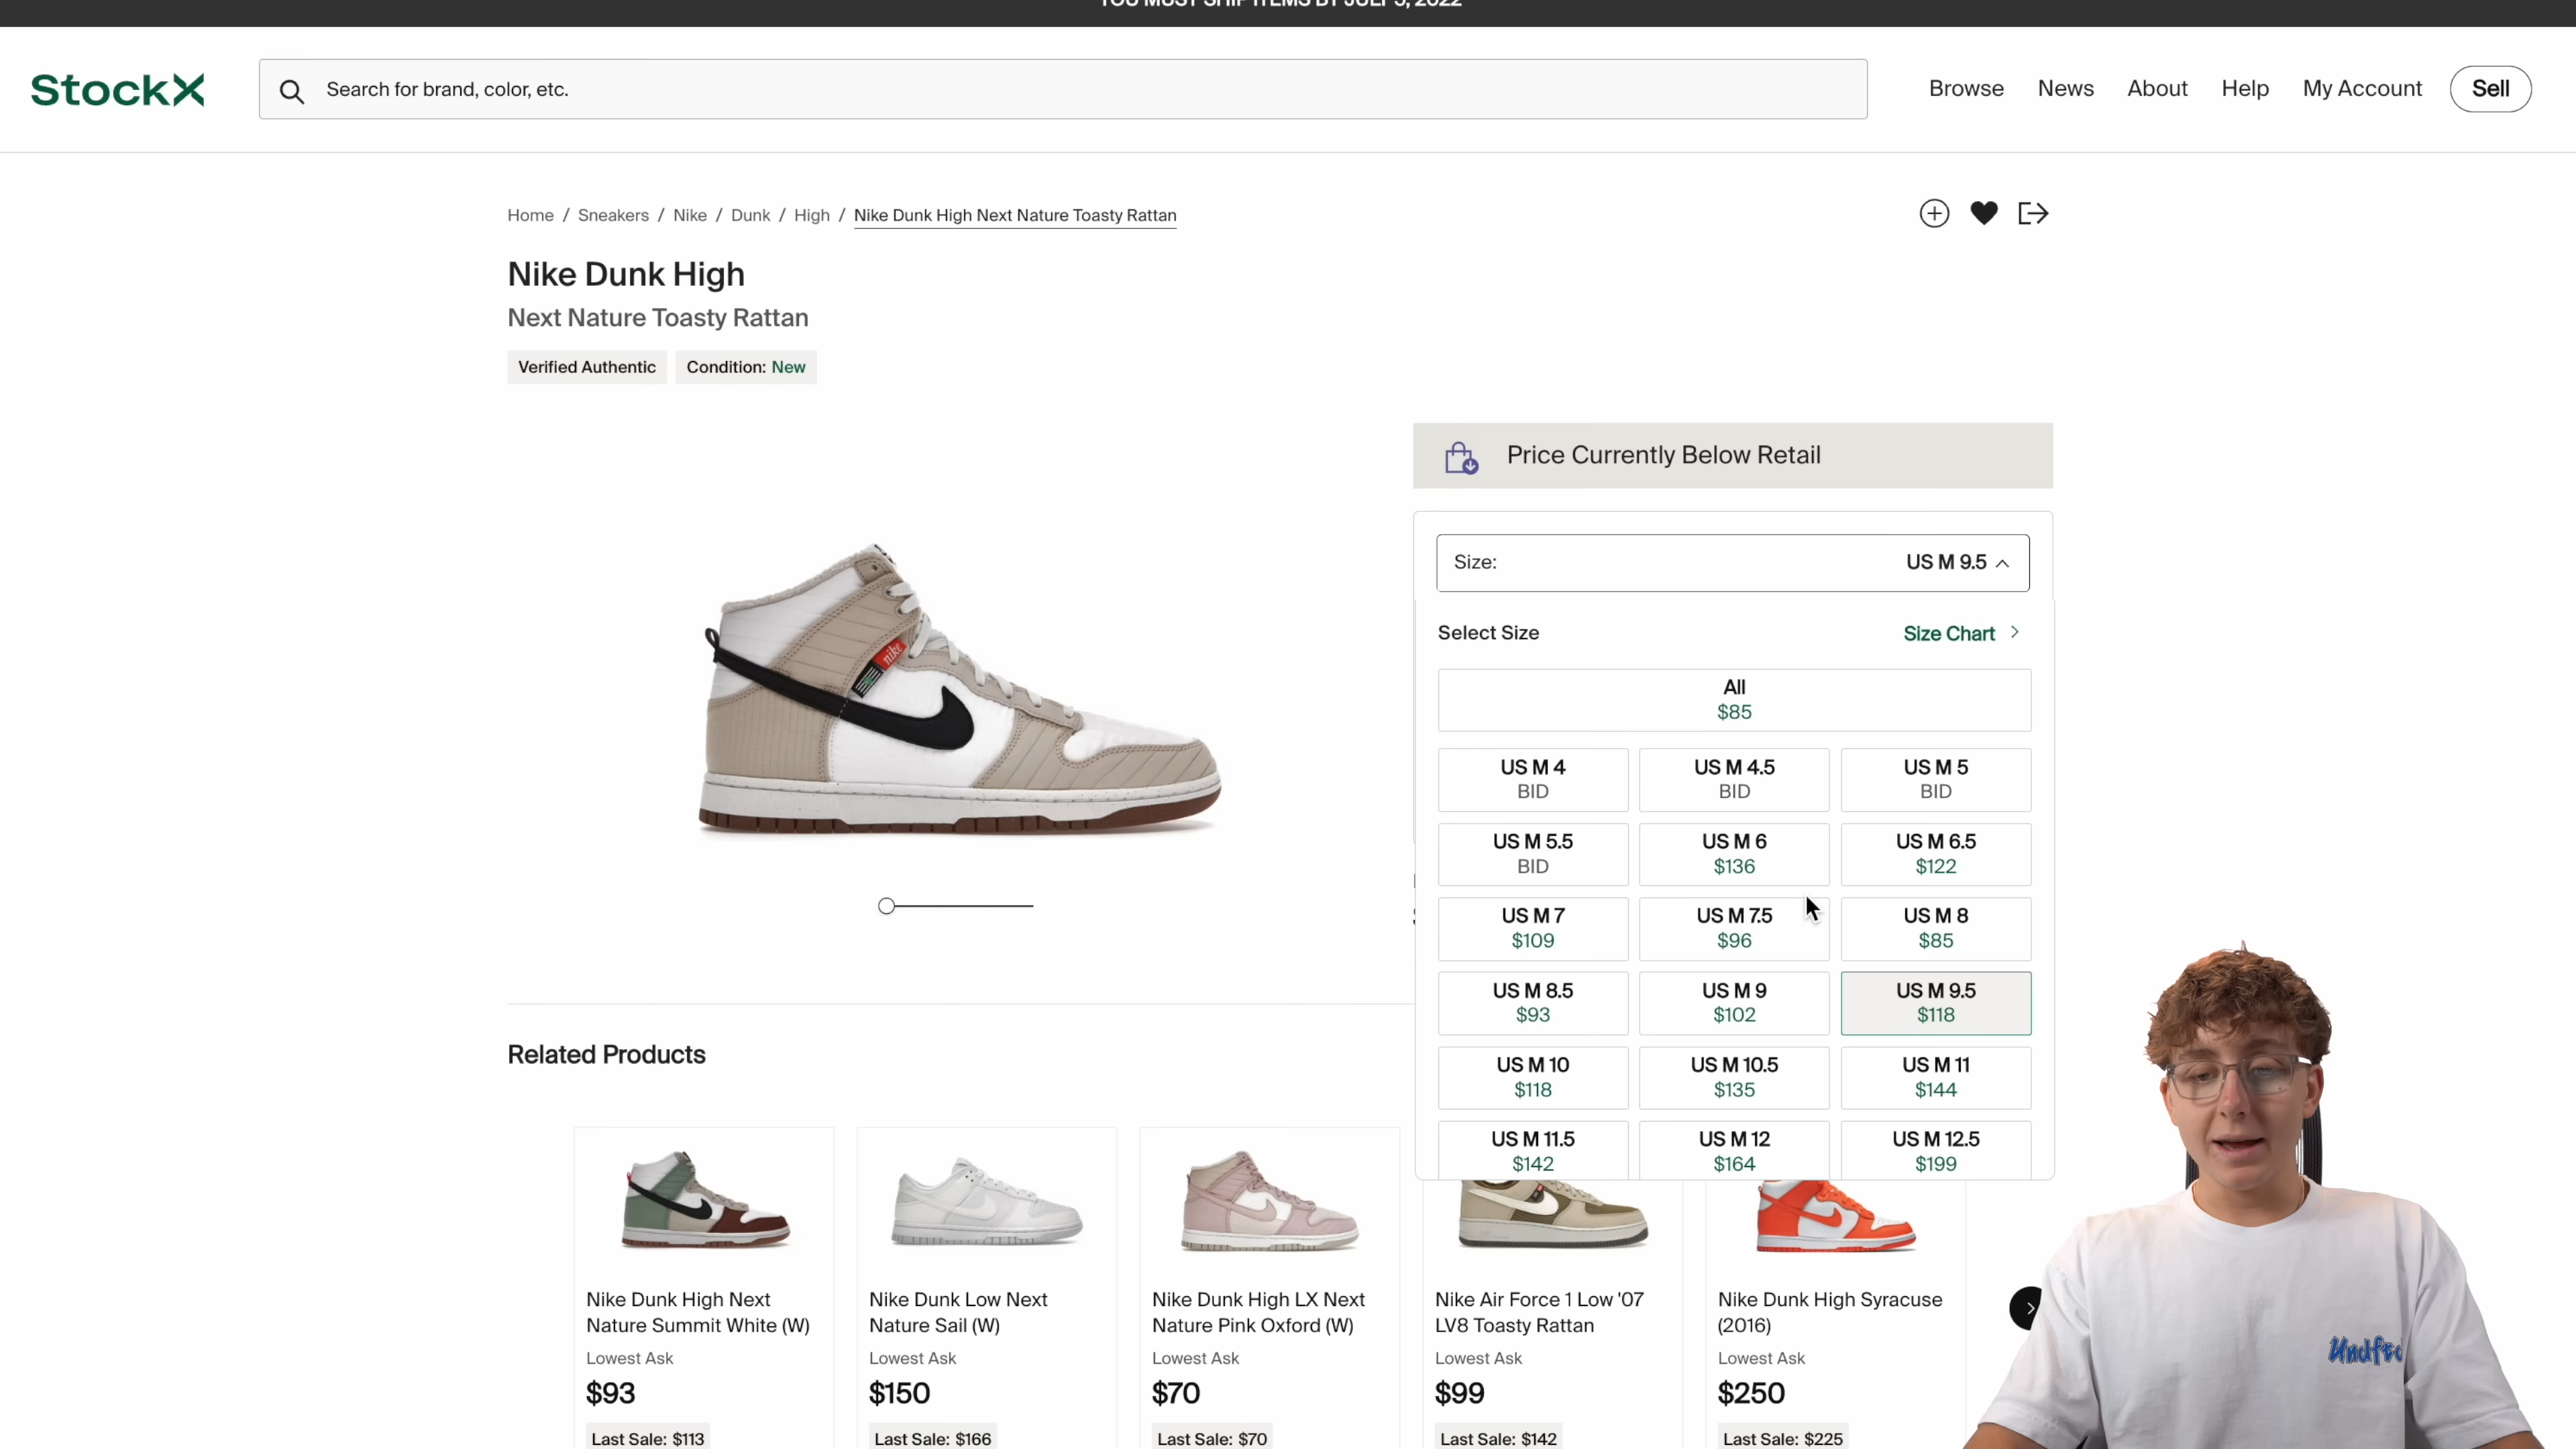 YOU MUST SHIP ITEMS BY JULY 5, 2022
StockX
Search for brand, color, etc.
Browse
News
About
Help
My Account
Sell
Home / Sneakers / Nike / Dunk / High / Nike Dunk High Next Nature Toasty Rattan
Nike Dunk High
Next Nature Toasty Rattan
Verified Authentic
Condition: New
Price Currently Below Retail
Size: US M 9.5
Select Size
Size Chart
All
$85
US M 4
BID
US M 4.5
BID
US M 5
BID
US M 5.5
BID
US M 6
$136
US M 6.5
$122
US M 7
$109
US M 7.5
$96
US M 8
$85
US M 8.5
$93
US M 9
$102
US M 9.5
$118
US M 10
$118
US M 10.5
$135
US M 11
$144
US M 11.5
$142
US M 12
$164
US M 12.5
$199
nike
Related Products
Nike Dunk High Next
Nature Summit White (W)
Lowest Ask
$93
Last Sale: $113
Nike Dunk Low Next
Nature Sail (W)
Lowest Ask
$150
Last Sale: $166
Nike Dunk High LX Next
Nature Pink Oxford (W)
Lowest Ask
$70
Last Sale: $70
Nike Air Force 1 Low '07
LV8 Toasty Rattan
Lowest Ask
$99
Last Sale: $142
Nike Dunk High Syracuse
(2016)
Lowest Ask
$250
Last Sale: $225